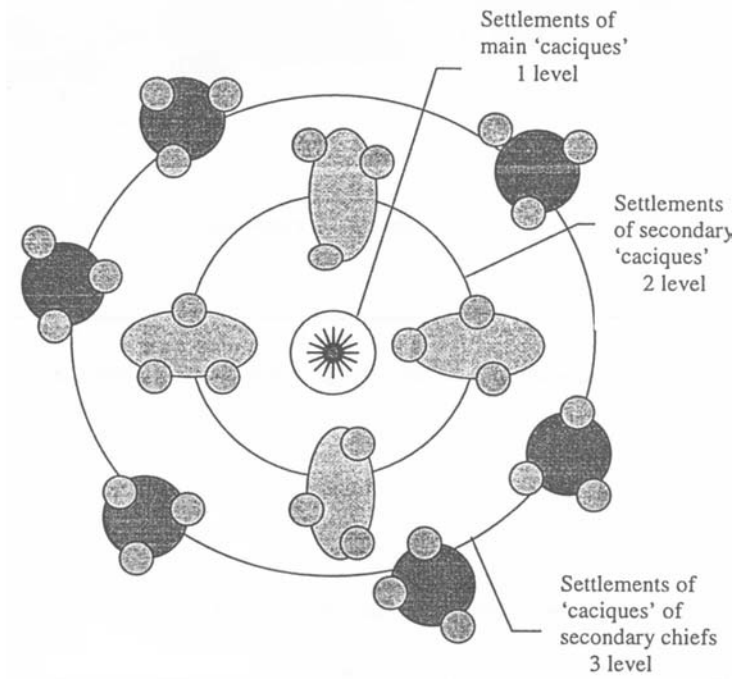 Settlements of
main 'caciques'
1 level
Settlements
of secondary
'caciques'
2 level
Settlements of
'caciques' of
secondary chiefs
3 level